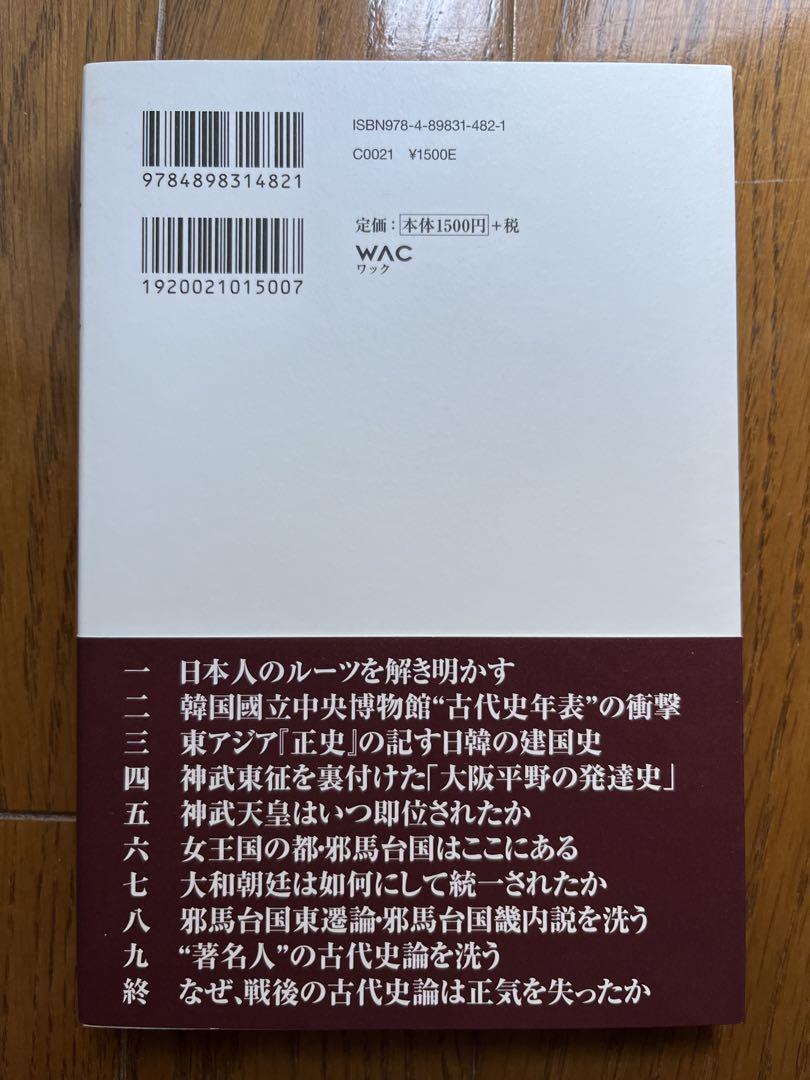 ISBN978-4-89831-482-1
C0021 ¥1500E
9784898314821
定価：本体1500円＋税
WAC
ワック
1920021015007
一 日本人のルーツを解き明かす
二 韓国國立中央博物館“古代史年表”の衝撃
三 東アジア『正史』の記す日韓の建国史
四 神武東征を裏付けた「大阪平野の発達史」
五 神武天皇はいつ即位されたか
六 女王国の都・邪馬台国はここにある
七 大和朝廷は如何にして統一されたか
八 邪馬台国東遷論・邪馬台国畿内説を洗う
九 “著名人”の古代史論を洗う
終 なぜ、戦後の古代史論は正気を失ったか